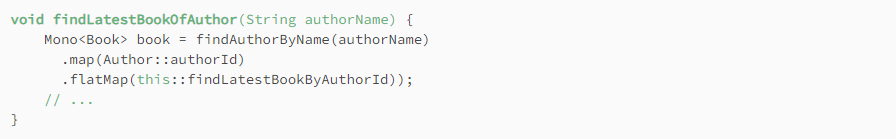 void findLatestBookOfAuthor(String authorName) {
    Mono<Book> book = findAuthorByName(authorName)
      .map(Author::authorId)
      .flatMap(this::findLatestBookByAuthorId));
    // ...
}